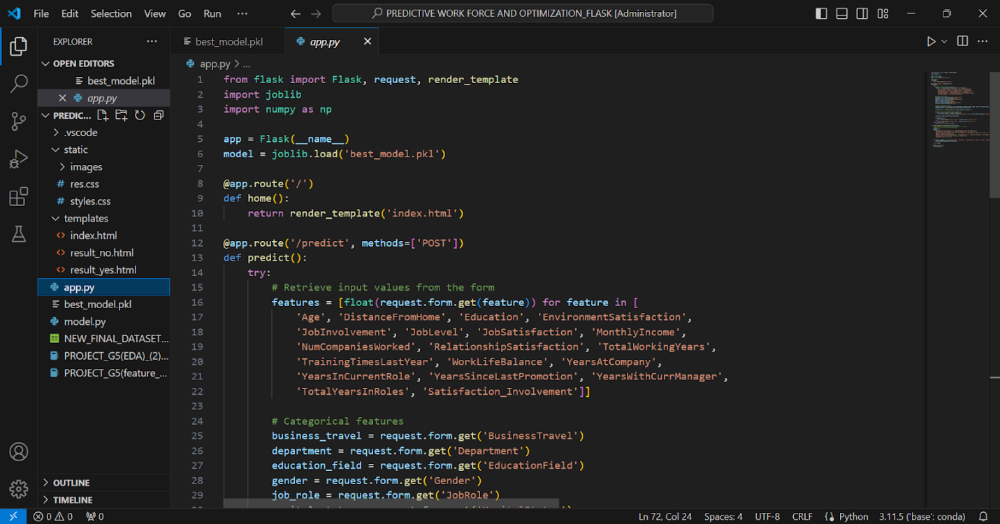 File Edit Selection View Go Run ···
PREDICTIVE WORK FORCE AND OPTIMIZATION_FLASK [Administrator]
EXPLORER
OPEN EDITORS
best_model.pkl
app.py
PREDIC...
.vscode
static
images
# res.css
# styles.css
templates
<> index.html
<> result_no.html
<> result_yes.html
app.py
best_model.pkl
model.py
NEW_FINAL_DATASET...
PROJECT_G5(EDA)_(2)...
PROJECT_G5(feature_...
OUTLINE
TIMELINE
best_model.pkl app.py
app.py > ...
1 from flask import Flask, request, render_template
2 import joblib
3 import numpy as np
4
5 app = Flask(__name__)
6 model = joblib.load('best_model.pkl')
7
8 @app.route('/')
9 def home():
10 return render_template('index.html')
11
12 @app.route('/predict', methods=['POST'])
13 def predict():
14 try:
15 # Retrieve input values from the form
16 features = [float(request.form.get(feature)) for feature in [
17 'Age', 'DistanceFromHome', 'Education', 'EnvironmentSatisfaction',
18 'JobInvolvement', 'JobLevel', 'JobSatisfaction', 'MonthlyIncome',
19 'NumCompaniesWorked', 'RelationshipSatisfaction', 'TotalWorkingYears',
20 'TrainingTimesLastYear', 'WorkLifeBalance', 'YearsAtCompany',
21 'YearsInCurrentRole', 'YearsSinceLastPromotion', 'YearsWithCurrManager',
22 'TotalYearsInRoles', 'Satisfaction_Involvement']]
23
24 # Categorical features
25 business_travel = request.form.get('BusinessTravel')
26 department = request.form.get('Department')
27 education_field = request.form.get('EducationField')
28 gender = request.form.get('Gender')
29 job_role = request.form.get('JobRole')
0 0 0
Ln 72, Col 24 Spaces: 4 UTF-8 CRLF Python 3.11.5 ('base': conda)